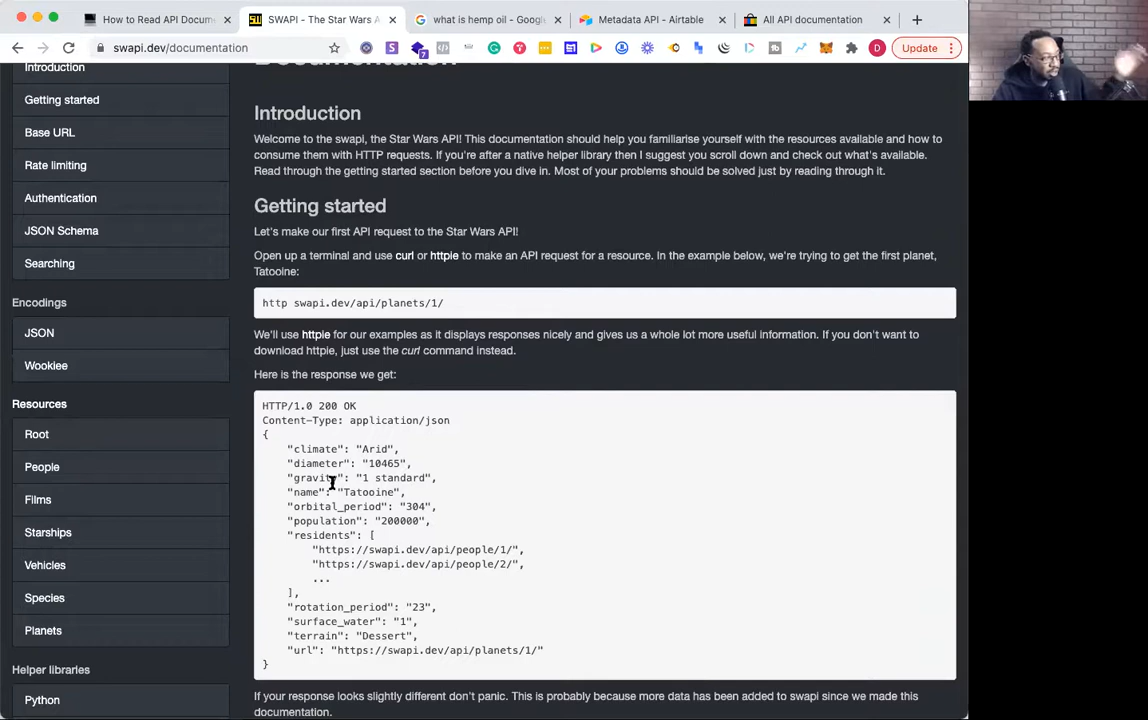 How to Read API Docum
SWAPI - The Star Wars A
what is hemp oil - Google
Metadata API - Airtable
All API documentation
swapi.dev/documentation
7
D
Update
Introduction
Getting started
Base URL
Rate limiting
Authentication
JSON Schema
Searching
Encodings
JSON
Wookiee
Resources
Root
People
Films
Starships
Vehicles
Species
Planets
Helper libraries
Python
Documentation
Introduction
Welcome to the swapi, the Star Wars API! This documentation should help you familiarise yourself with the resources available and how to
consume them with HTTP requests. If you're after a native helper library then I suggest you scroll down and check out what's available.
Read through the getting started section before you dive in. Most of your problems should be solved just by reading through it.
Getting started
Let's make our first API request to the Star Wars API!
Open up a terminal and use curl or httpie to make an API request for a resource. In the example below, we're trying to get the first planet,
Tatooine:
http swapi.dev/api/planets/1/
We'll use httpie for our examples as it displays responses nicely and gives us a whole lot more useful information. If you don't want to
download httpie, just use the curl command instead.
Here is the response we get:
HTTP/1.0 200 OK
Content-Type: application/json
{
"climate": "Arid",
"diameter": "10465",
"gravity": "1 standard",
"name": "Tatooine",
"orbital_period": "304",
"population": "200000",
"residents": [
"https://swapi.dev/api/people/1/",
"https://swapi.dev/api/people/2/",
...
],
"rotation_period": "23",
"surface_water": "1",
"terrain": "Dessert",
"url": "https://swapi.dev/api/planets/1/"
}
If your response looks slightly different don't panic. This is probably because more data has been added to swapi since we made this
documentation.